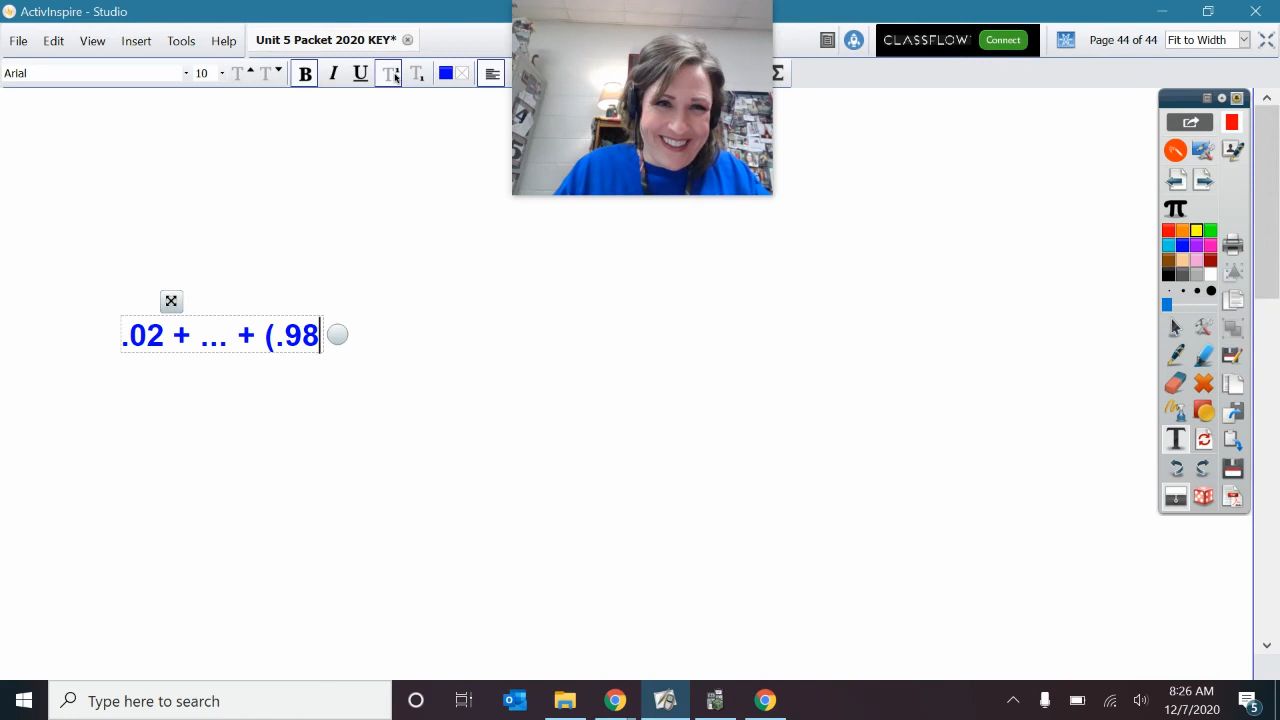 ActivInspire - Studio
File Edit View Insert Tools Help Unit 5 Packet 2020 KEY* CLASSFLOW Connect Page 44 of 44 Fit to Width
Arial 10 B I U Σ
π
.02 + ... + (.98
T
Type here to search
8:26 AM
12/7/2020
5